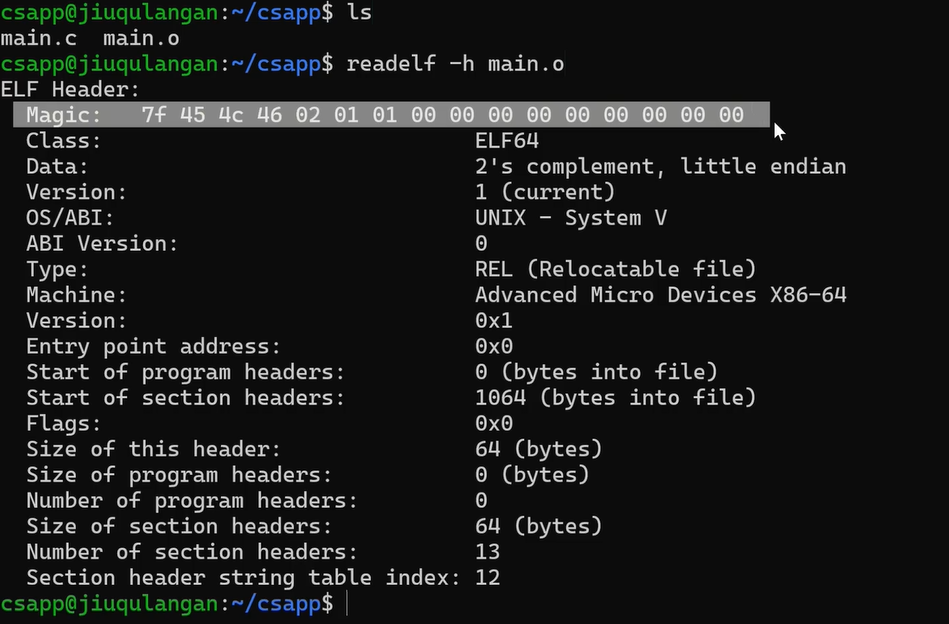 csapp@jiuqulangan:~/csapp$ ls
main.c  main.o
csapp@jiuqulangan:~/csapp$ readelf -h main.o
ELF Header:
  Magic:   7f 45 4c 46 02 01 01 00 00 00 00 00 00 00 00 00
  Class:                             ELF64
  Data:                              2's complement, little endian
  Version:                           1 (current)
  OS/ABI:                            UNIX - System V
  ABI Version:                       0
  Type:                              REL (Relocatable file)
  Machine:                           Advanced Micro Devices X86-64
  Version:                           0x1
  Entry point address:               0x0
  Start of program headers:          0 (bytes into file)
  Start of section headers:          1064 (bytes into file)
  Flags:                             0x0
  Size of this header:               64 (bytes)
  Size of program headers:           0 (bytes)
  Number of program headers:         0
  Size of section headers:           64 (bytes)
  Number of section headers:         13
  Section header string table index: 12
csapp@jiuqulangan:~/csapp$